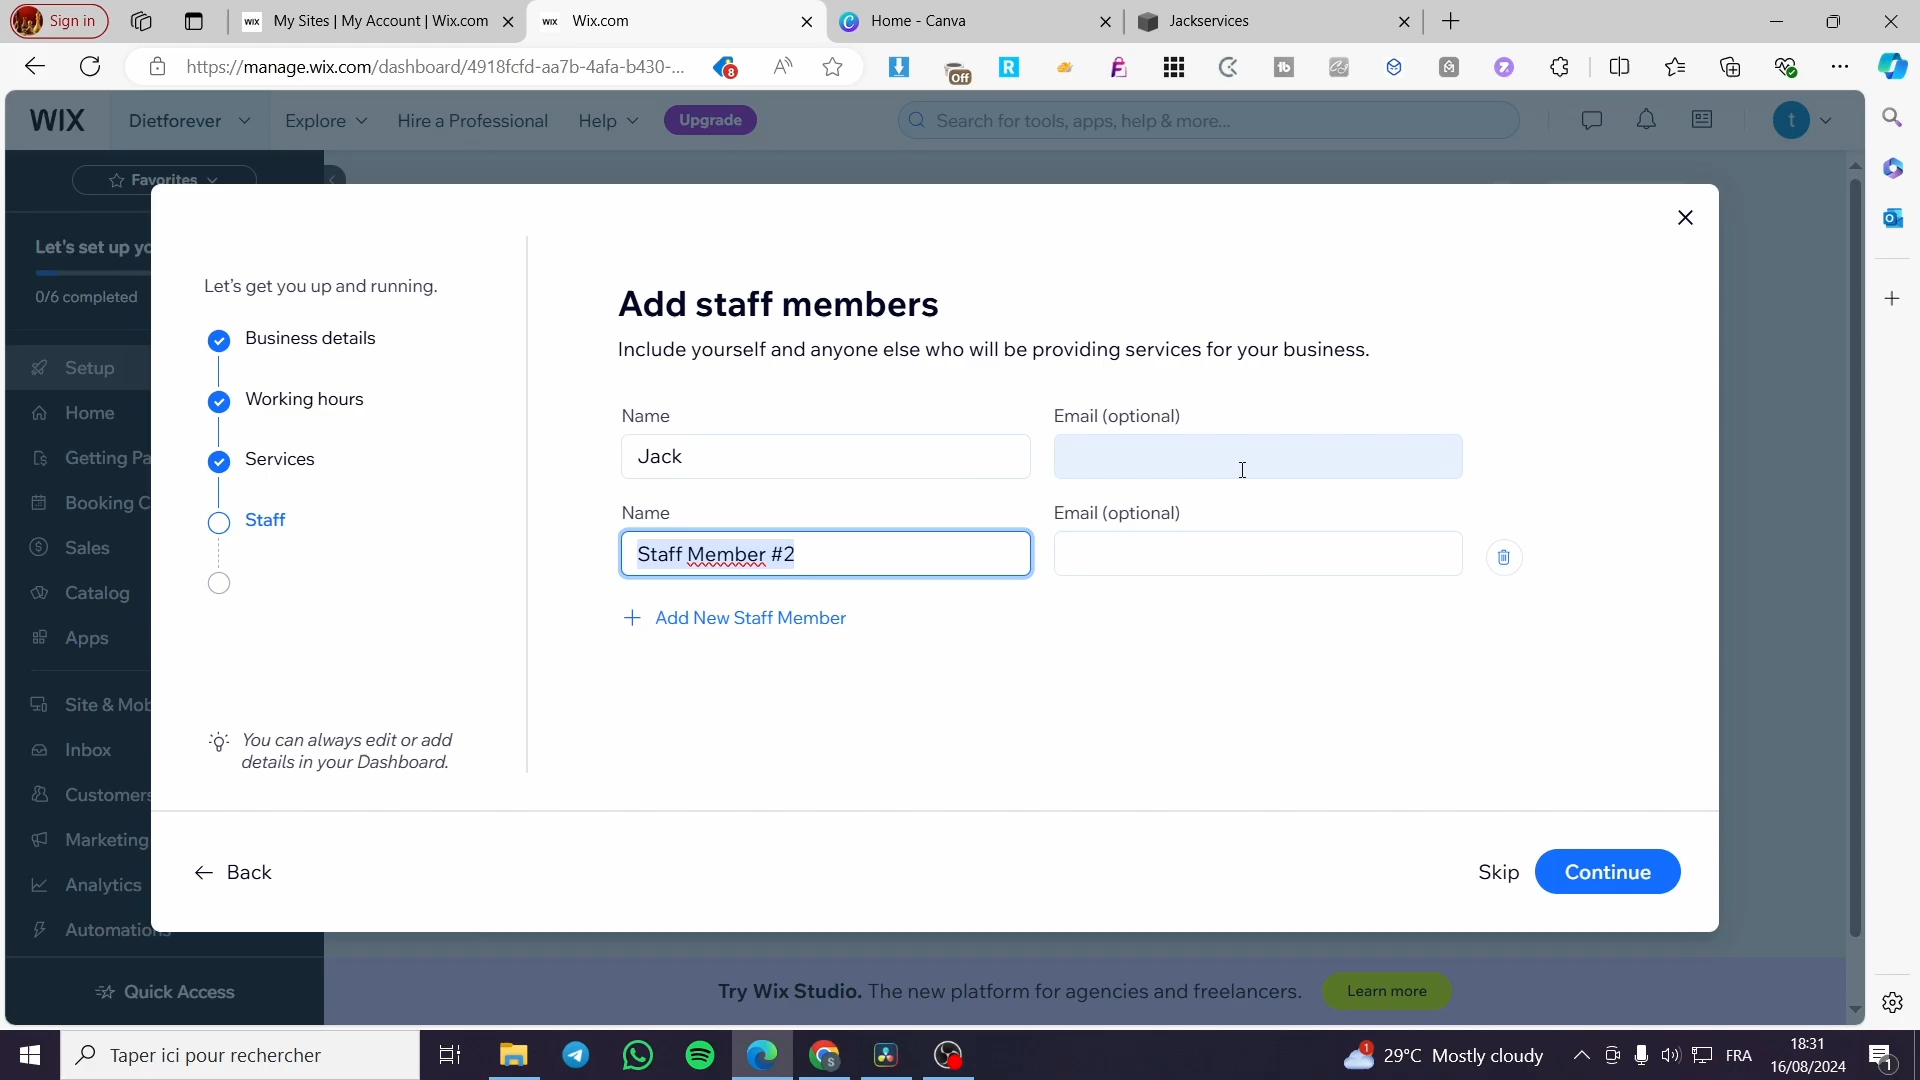 Sign in
WIX My Sites | My Account | Wix.com
WIX Wix.com
Home - Canva
Jackservices
https://manage.wix.com/dashboard/4918fcfd-aa7b-4afa-b430-...
8
Off
WIX
Dietforever
Explore
Hire a Professional
Help
Upgrade
Search for tools, apps, help & more...
t
Favorites
Let's set up yo
0/6 completed
Setup
Home
Getting Pa
Booking C
Sales
Catalog
Apps
Site & Mob
Inbox
Customers
Marketing
Analytics
Automations
Quick Access
Let's get you up and running.
Business details
Working hours
Services
Staff
You can always edit or add
details in your Dashboard.
Add staff members
Include yourself and anyone else who will be providing services for your business.
Name
Email (optional)
Jack
Name
Email (optional)
Staff Member #2
Add New Staff Member
Back
Skip
Continue
Try Wix Studio. The new platform for agencies and freelancers.
Learn more
Taper ici pour rechercher
1
29°C Mostly cloudy
FRA
18:31
16/08/2024
1